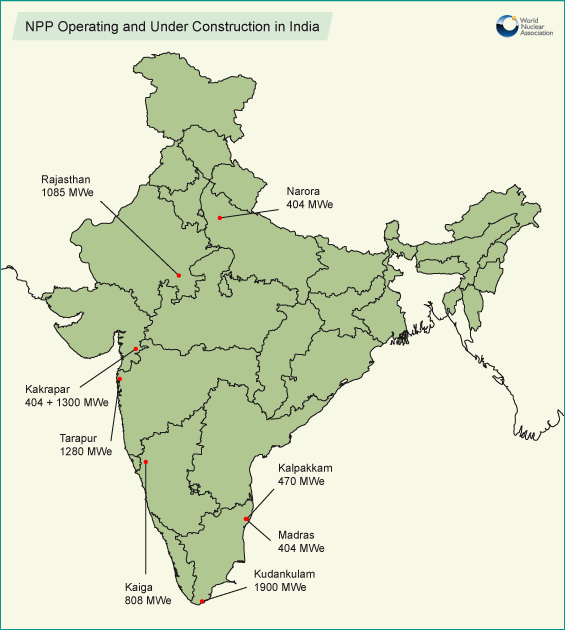 NPP Operating and Under Construction in India
World
Nuclear
Association
Rajasthan
1085 MWe
Narora
404 MWe
Kakrapar
404 + 1300 MWe
Tarapur
1280 MWe
Kalpakkam
470 MWe
Madras
404 MWe
Kaiga
808 MWe
Kudankulam
1900 MWe